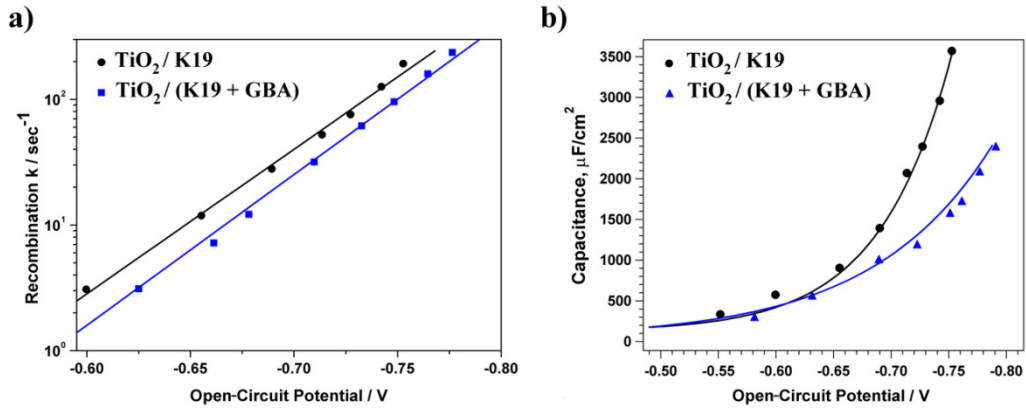 a)
TiO2 / K19
TiO2 / (K19 + GBA)
Recombination k / sec-1
10^2
10^1
10^0
-0.60
-0.65
-0.70
-0.75
-0.80
Open-Circuit Potential / V
b)
TiO2 / K19
TiO2 / (K19 + GBA)
Capacitance, μF/cm2
3500
3000
2500
2000
1500
1000
500
0
-0.50
-0.55
-0.60
-0.65
-0.70
-0.75
-0.80
Open-Circuit Potential / V